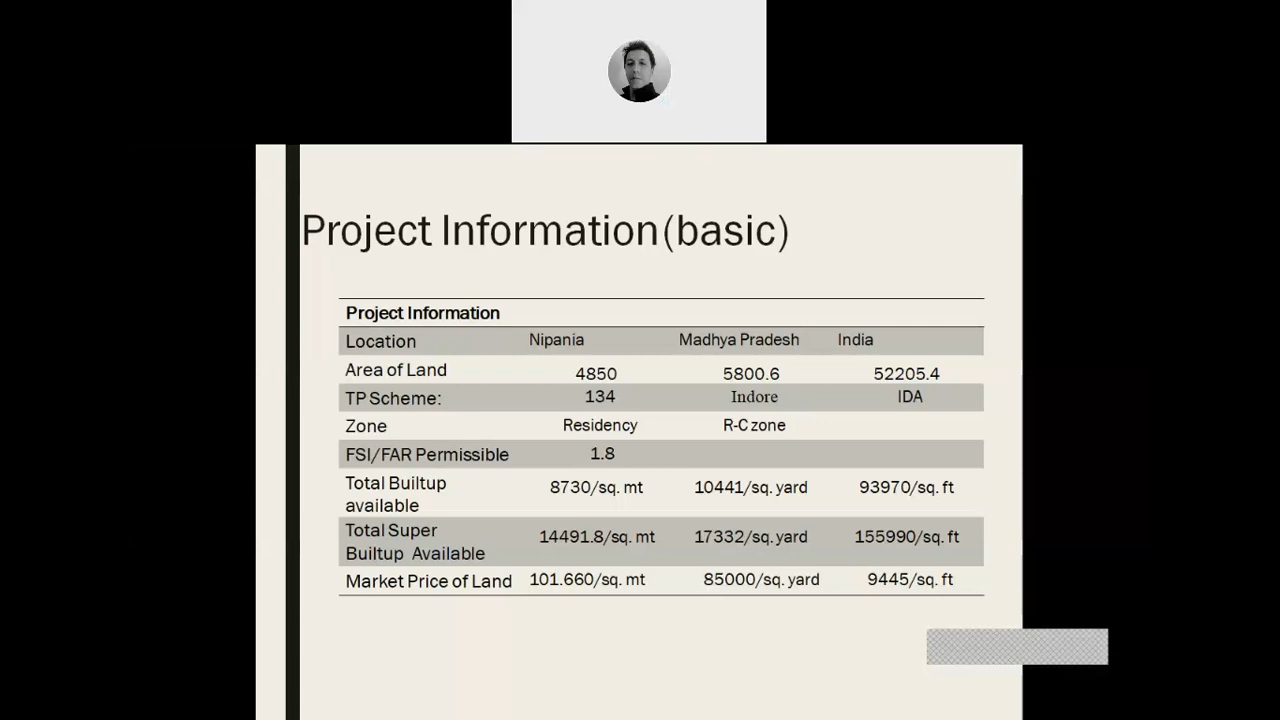 Project Information(basic)
Project Information
Location Nipania Madhya Pradesh India
Area of Land 4850 5800.6 52205.4
TP Scheme: 134 Indore IDA
Zone Residency R-C zone
FSI/FAR Permissible 1.8
Total Builtup
available 8730/sq. mt 10441/sq. yard 93970/sq. ft
Total Super
Builtup Available 14491.8/sq. mt 17332/sq. yard 155990/sq. ft
Market Price of Land 101.660/sq. mt 85000/sq. yard 9445/sq. ft